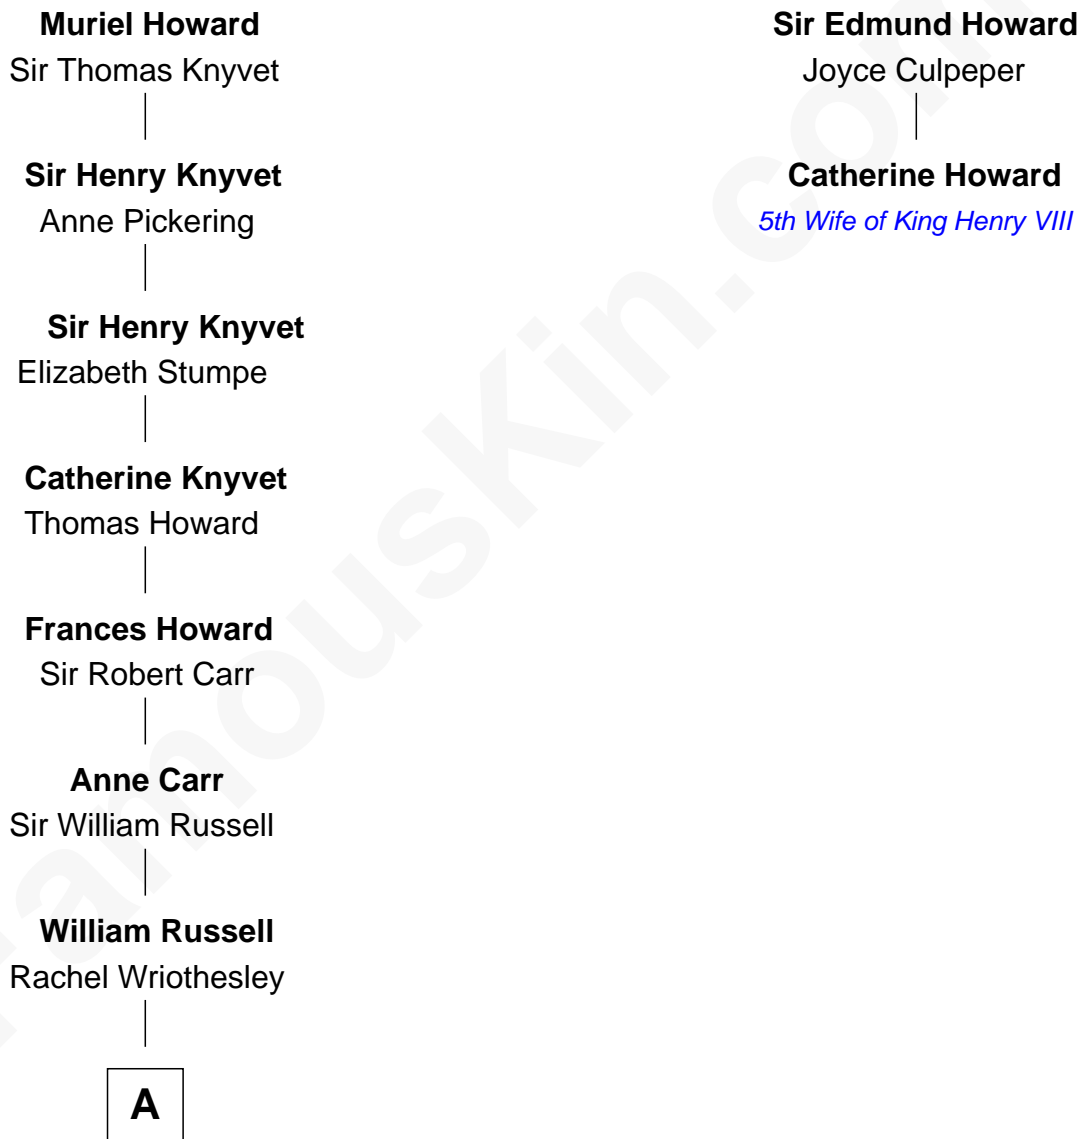 Muriel Howard
Sir Thomas Knyvet
Sir Edmund Howard
Joyce Culpeper
Sir Henry Knyvet
Anne Pickering
Catherine Howard
5th Wife of King Henry VIII
Sir Henry Knyvet
Elizabeth Stumpe
Catherine Knyvet
Thomas Howard
Frances Howard
Sir Robert Carr
Anne Carr
Sir William Russell
William Russell
Rachel Wriothesley
A
FamousKin.com